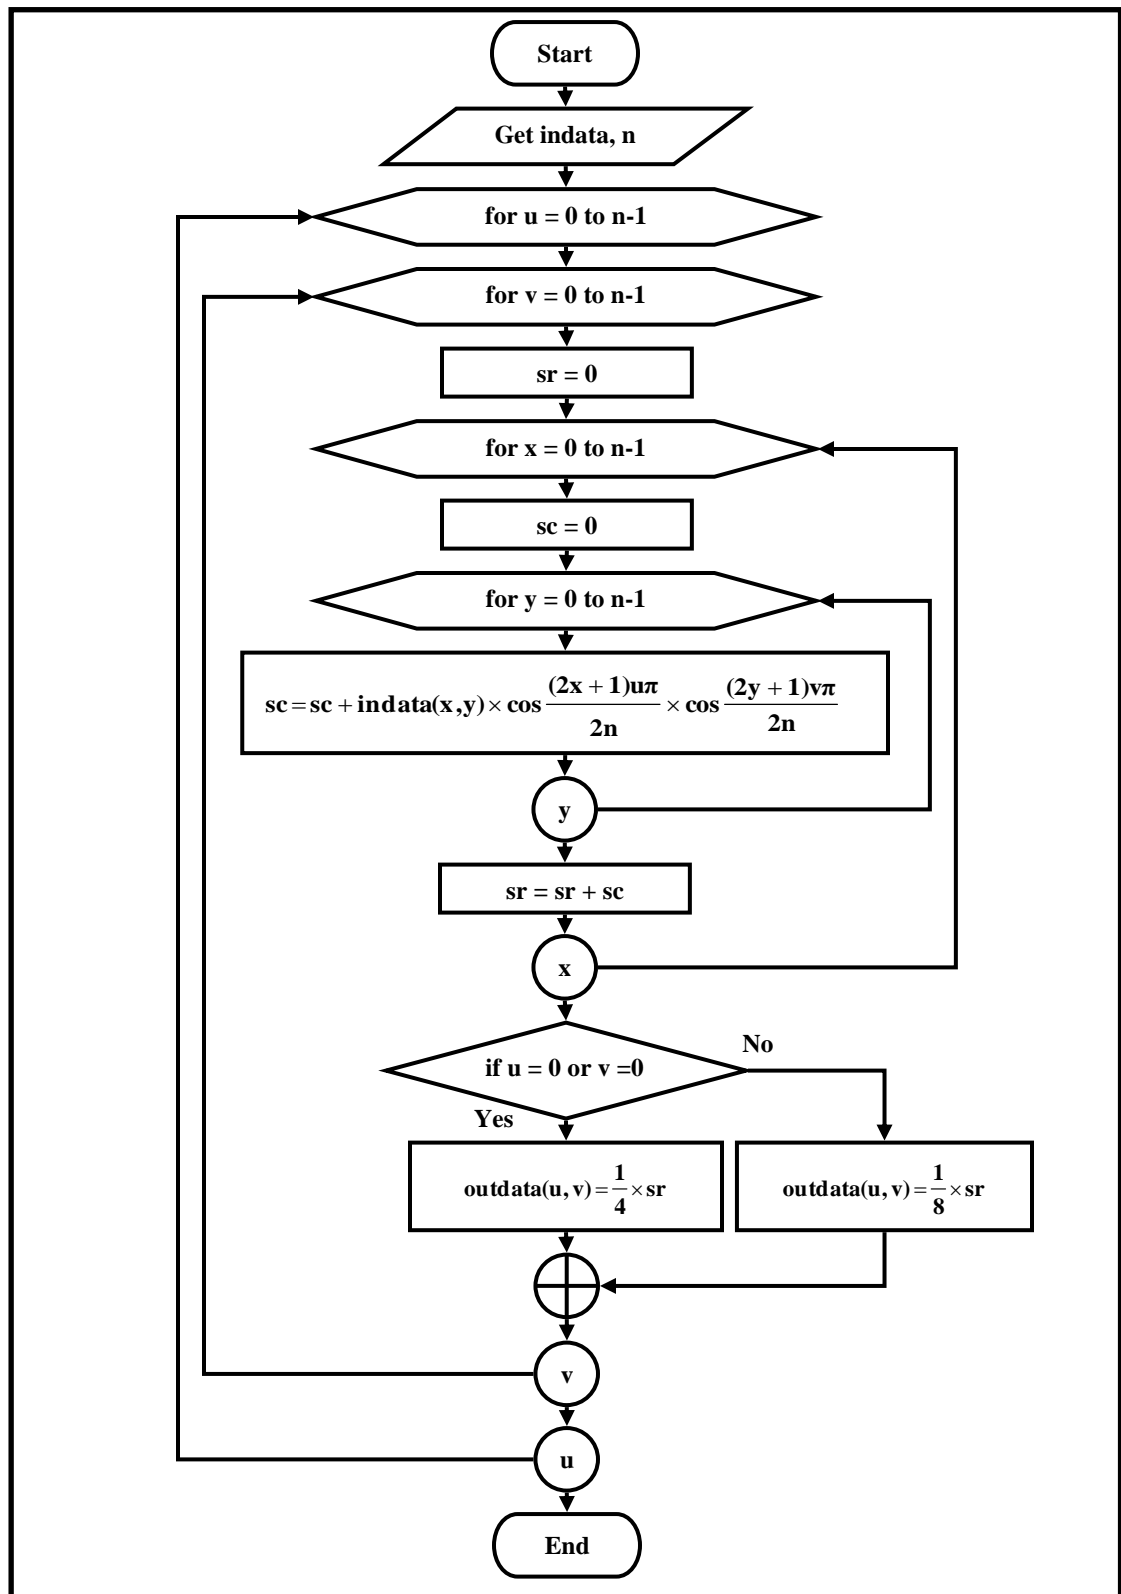 Start
Get indata, n
for u = 0 to n-1
for v = 0 to n-1
sr = 0
for x = 0 to n-1
sc = 0
for y = 0 to n-1
sc = sc + indata(x,y) × cos (2x + 1)uπ / 2n × cos (2y + 1)vπ / 2n
y
sr = sr + sc
x
if u = 0 or v =0
No
Yes
outdata(u, v) = 1/4 × sr
outdata(u, v) = 1/8 × sr
v
u
End